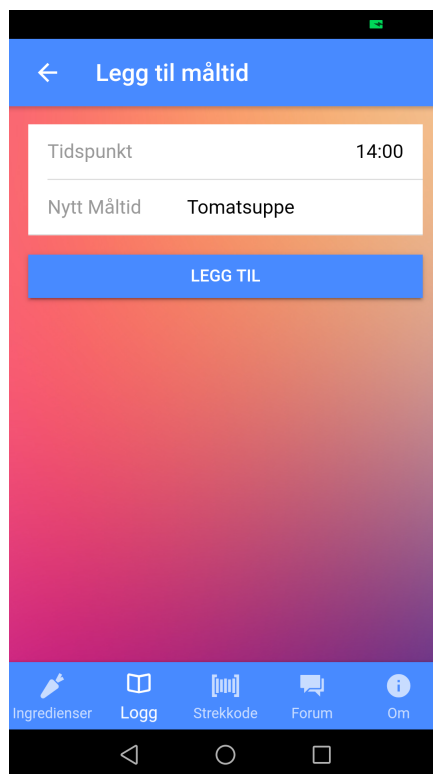 Legg til måltid
Tidspunkt 14:00
Nytt Måltid Tomatsuppe
LEGG TIL
Ingredienser Logg Strekkode Forum Om